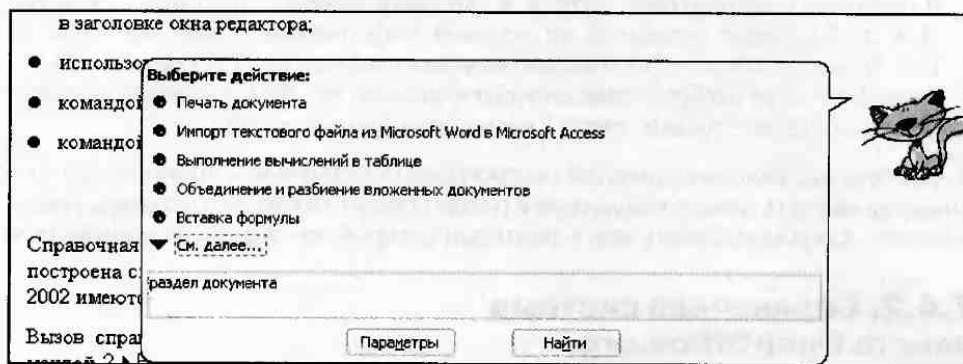 в заголовке окна редактора:
● использо
● командой
● командой
Выберите действие:
● Печать документа
● Импорт текстового файла из Microsoft Word в Microsoft Access
● Выполнение вычислений в таблице
● Объединение и разбиение вложенных документов
● Вставка формулы
▼ См. далее...
раздел документа
Параметры Найти
Справочная
построена с
2002 имеют
Вызов спра